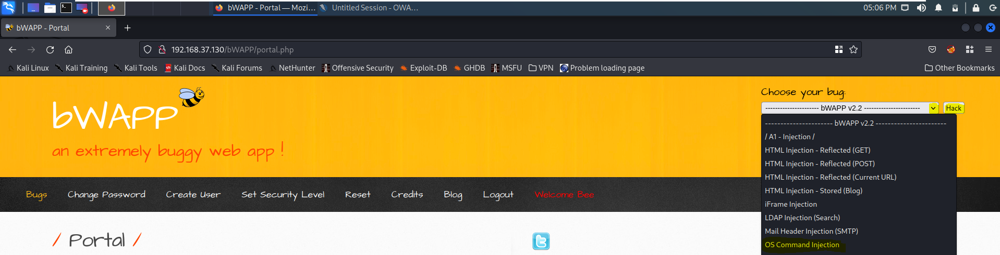 bWAPP - Portal — Mozi...
Untitled Session - OWA...
05:06 PM
bWAPP - Portal
192.168.37.130/bWAPP/portal.php
Kali Linux
Kali Training
Kali Tools
Kali Docs
Kali Forums
NetHunter
Offensive Security
Exploit-DB
GHDB
MSFU
VPN
Problem loading page
Other Bookmarks
bWAPP
an extremely buggy web app !
Choose your bug:
--------------------- bWAPP v2.2 -----------------------
Hack
----------------------- bWAPP v2.2 ------------------------
/ A1 - Injection /
HTML Injection - Reflected (GET)
HTML Injection - Reflected (POST)
HTML Injection - Reflected (Current URL)
HTML Injection - Stored (Blog)
iFrame Injection
LDAP Injection (Search)
Mail Header Injection (SMTP)
OS Command Injection
Bugs
Change Password
Create User
Set Security Level
Reset
Credits
Blog
Logout
Welcome Bee
/ Portal /